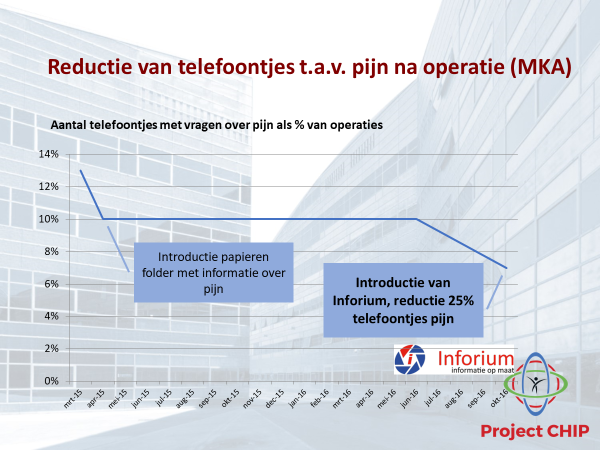 Reductie van telefoontjes t.a.v. pijn na operatie (MKA)
Aantal telefoontjes met vragen over pijn als % van operaties
14%
12%
10%
8%
6%
4%
2%
0%
Introductie papieren
folder met informatie over
pijn
Introductie van
Inforium, reductie 25%
telefoontjes pijn
Inforium
informatie op maat
mrt-15
apr-15
mei-15
jun-15
jul-15
aug-15
sep-15
okt-15
nov-15
dec-15
jan-16
feb-16
mrt-16
apr-16
mei-16
jun-16
jul-16
aug-16
sep-16
okt-16
Project CHIP